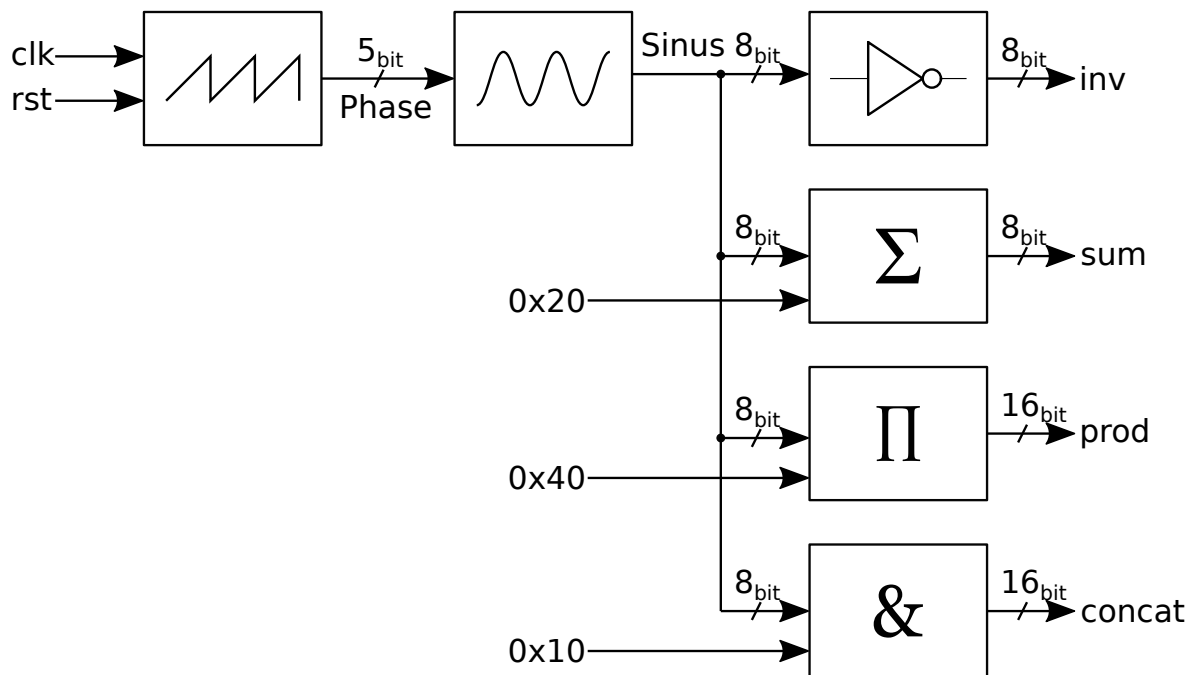 clk
rst
5bit
Phase
Sinus 8bit
8bit
inv
8bit
0x20
Σ
8bit
sum
8bit
0x40
∏
16bit
prod
8bit
0x10
&
16bit
concat